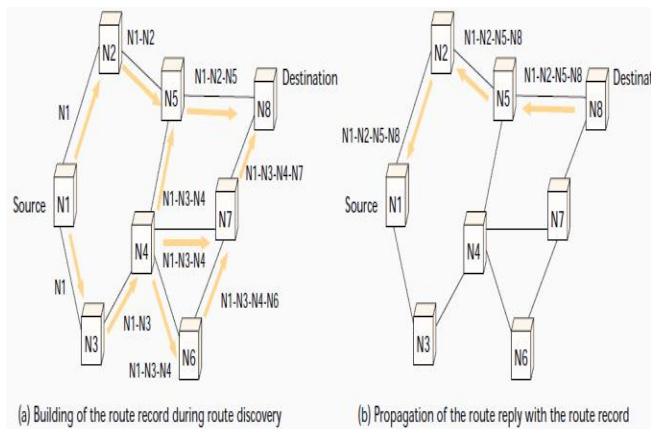 N1-N2
N2
N1-N2-N5
Destination
N5
N8
N1
N1-N3-N4-N7
Source
N1
N1-N3-N4
N7
N4
N1-N3-N4
N1
N1-N3-N4-N6
N1-N3
N3
N6
N1-N3-N4
(a) Building of the route record during route discovery
N1-N2-N5-N8
N2
N1-N2-N5-N8
Destinat
N5
N8
N1-N2-N5-N8
Source
N1
N7
N4
N3
N6
(b) Propagation of the route reply with the route record